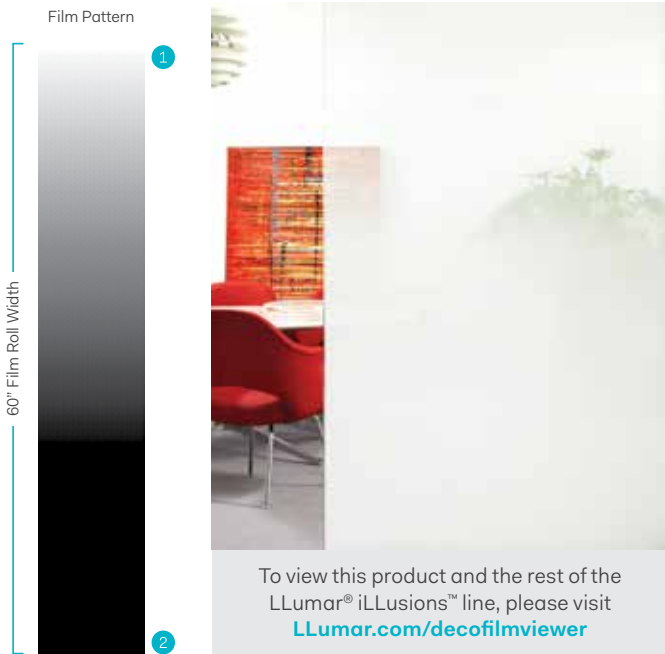 Film Pattern
1
60” Film Roll Width
2
To view this product and the rest of the
LLumar® iLLusions™ line, please visit
LLumar.com/decofilmviewer